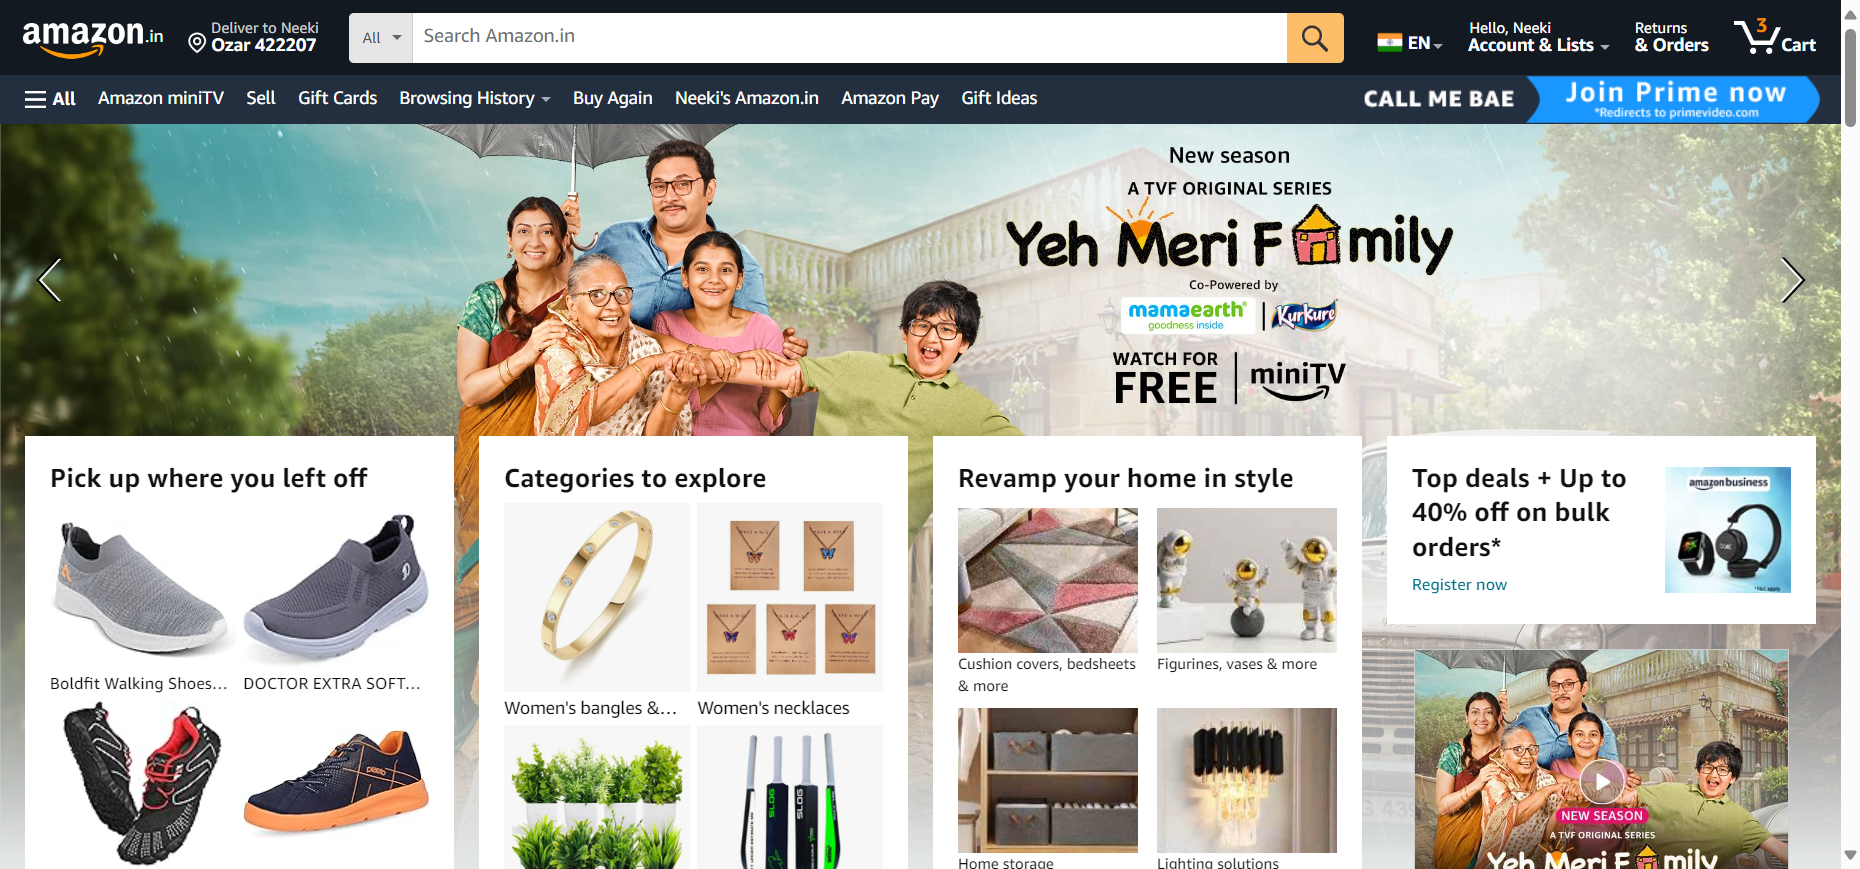 amazon.in
Deliver to Neeki
Ozar 422207
All
Search Amazon.in
EN
Hello, Neeki
Account & Lists
Returns
& Orders
3
Cart
All
Amazon miniTV
Sell
Gift Cards
Browsing History
Buy Again
Neeki's Amazon.in
Amazon Pay
Gift Ideas
CALL ME BAE
Join Prime now
*Redirects to primevideo.com
New season
A TVF ORIGINAL SERIES
Yeh Meri Family
Co-Powered by
mamaearth®
goodness inside
Kurkure
WATCH FOR
FREE
miniTV
Pick up where you left off
Boldfit Walking Shoes...
DOCTOR EXTRA SOFT...
Categories to explore
Women's bangles &...
Women's necklaces
SLOG
SLOG
Revamp your home in style
Cushion covers, bedsheets
& more
Figurines, vases & more
Home storage
Lighting solutions
Top deals + Up to
40% off on bulk
orders*
Register now
amazonbusiness
*T&C apply
NEW SEASON
A TVF ORIGINAL SERIES
Yeh Meri Family